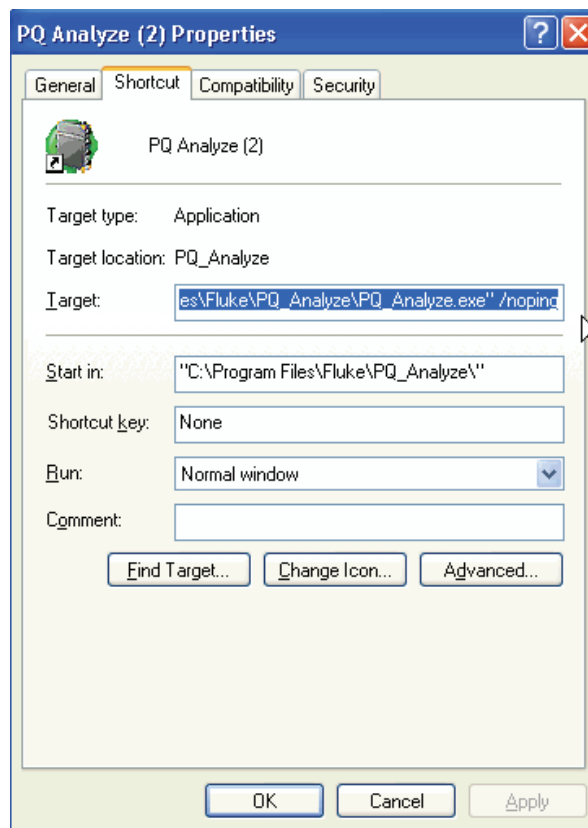 PQ Analyze (2) Properties
General Shortcut Compatibility Security
PQ Analyze (2)
Target type: Application
Target location: PQ_Analyze
Target: es\Fluke\PQ_Analyze\PQ_Analyze.exe" /noping
Start in: "C:\Program Files\Fluke\PQ_Analyze\"
Shortcut key: None
Run: Normal window
Comment:
Find Target... Change Icon... Advanced...
OK Cancel Apply